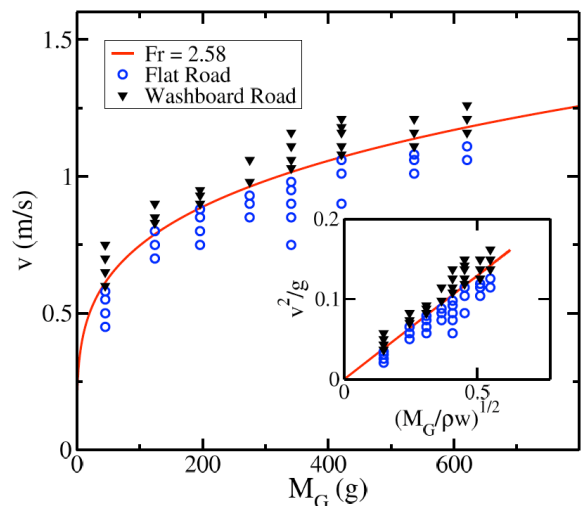 1.5
1
0.5
0
v (m/s)
Fr = 2.58
Flat Road
Washboard Road
0.2
0.1
0
v²/g
0.5
(M_G/ρw)^1/2
0
200
400
600
M_G (g)